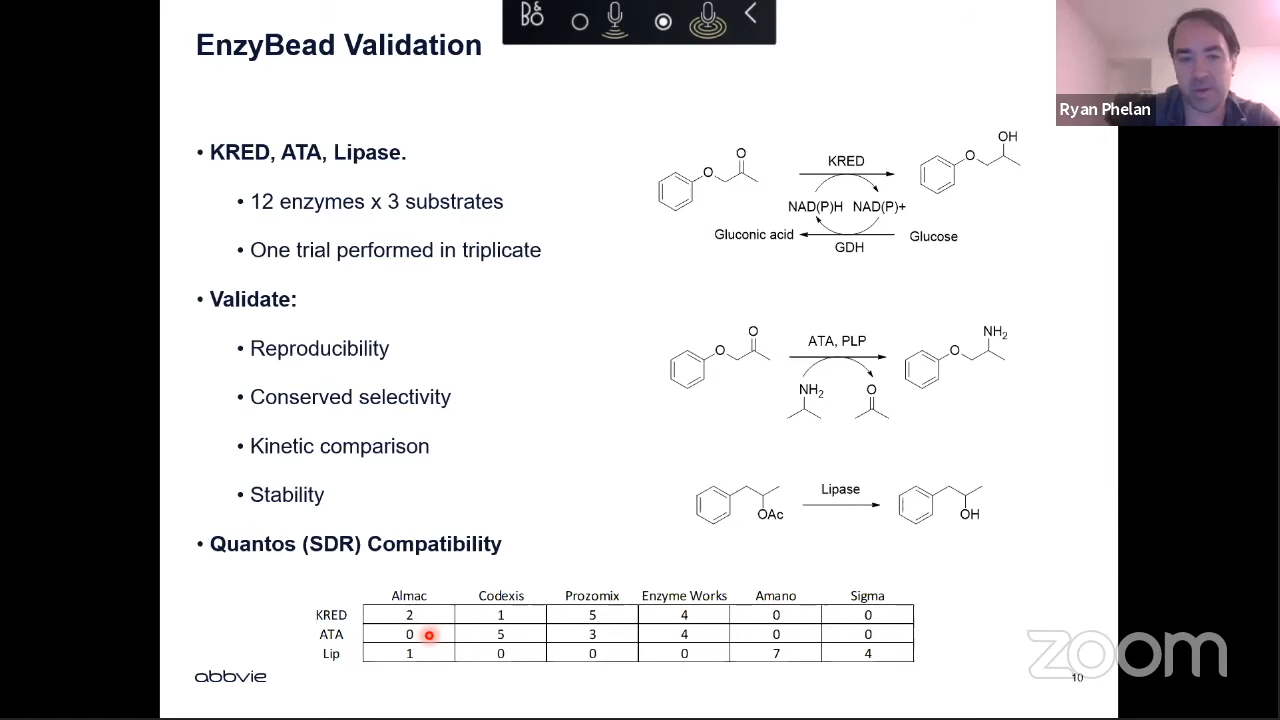 B&O
EnzyBead Validation
Ryan Phelan
• KRED, ATA, Lipase.
• 12 enzymes x 3 substrates
• One trial performed in triplicate
• Validate:
• Reproducibility
• Conserved selectivity
• Kinetic comparison
• Stability
• Quantos (SDR) Compatibility
O O KRED O OH
NAD(P)H NAD(P)+
Gluconic acid Glucose
GDH
O O ATA, PLP O NH2
NH2 O
OAc Lipase OH
Almac Codexis Prozomix Enzyme Works Amano Sigma
KRED 2 1 5 4 0 0
ATA 0 5 3 4 0 0
Lip 1 0 0 0 7 4
abbvie
10
zoom